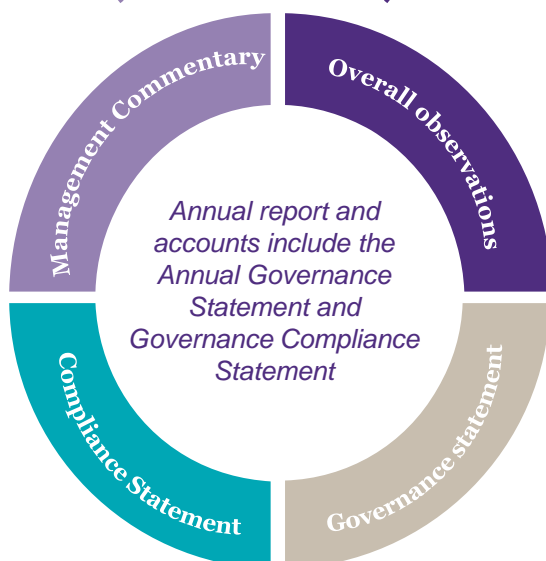 Management Commentary
Overall observations
Annual report and
accounts include the
Annual Governance
Statement and
Governance Compliance
Statement
Compliance Statement
Governance statement